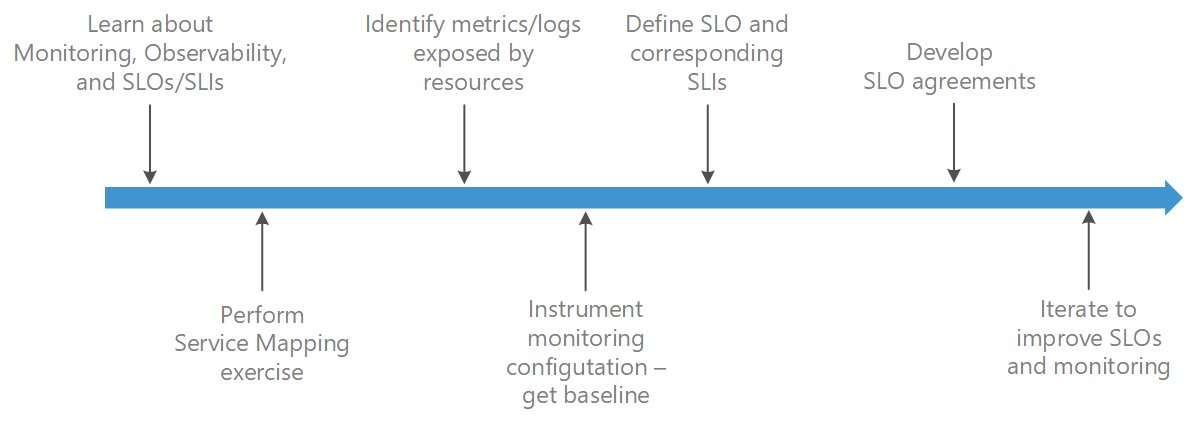 Learn about
Monitoring, Observability,
and SLOs/SLIs
Perform
Service Mapping
exercise
Identify metrics/logs
exposed by
resources
Instrument
monitoring
configutation –
get baseline
Define SLO and
corresponding
SLIs
Develop
SLO agreements
Iterate to
improve SLOs
and monitoring